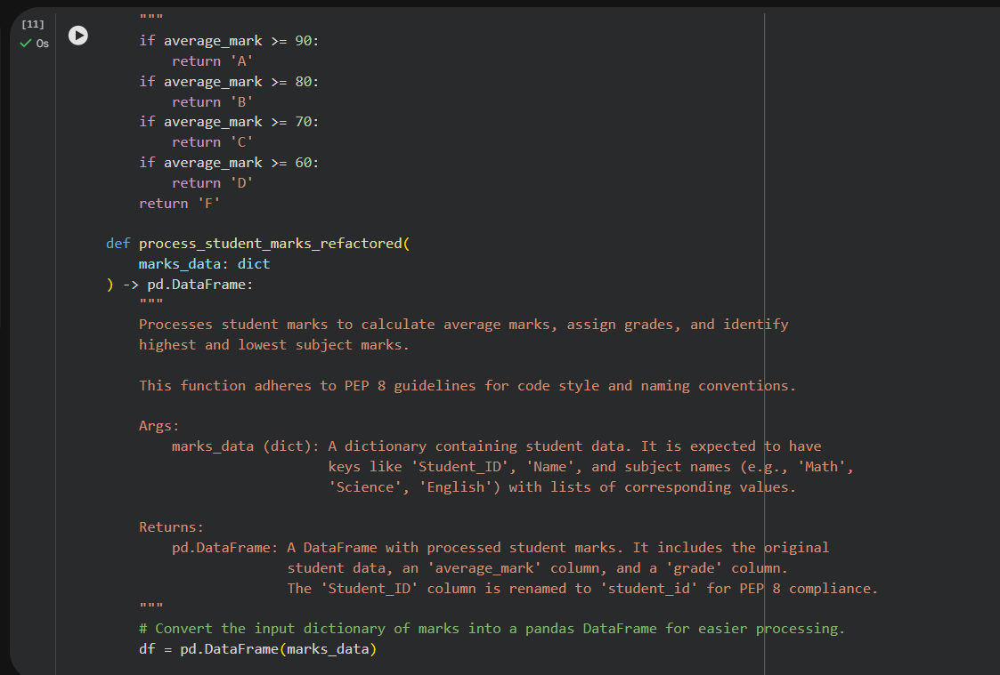 [11]
0s
"""
if average_mark >= 90:
return 'A'
if average_mark >= 80:
return 'B'
if average_mark >= 70:
return 'C'
if average_mark >= 60:
return 'D'
return 'F'
def process_student_marks_refactored(
marks_data: dict
) -> pd.DataFrame:
"""
Processes student marks to calculate average marks, assign grades, and identify
highest and lowest subject marks.
This function adheres to PEP 8 guidelines for code style and naming conventions.
Args:
marks_data (dict): A dictionary containing student data. It is expected to have
keys like 'Student_ID', 'Name', and subject names (e.g., 'Math',
'Science', 'English') with lists of corresponding values.
Returns:
pd.DataFrame: A DataFrame with processed student marks. It includes the original
student data, an 'average_mark' column, and a 'grade' column.
The 'Student_ID' column is renamed to 'student_id' for PEP 8 compliance.
"""
# Convert the input dictionary of marks into a pandas DataFrame for easier processing.
df = pd.DataFrame(marks_data)